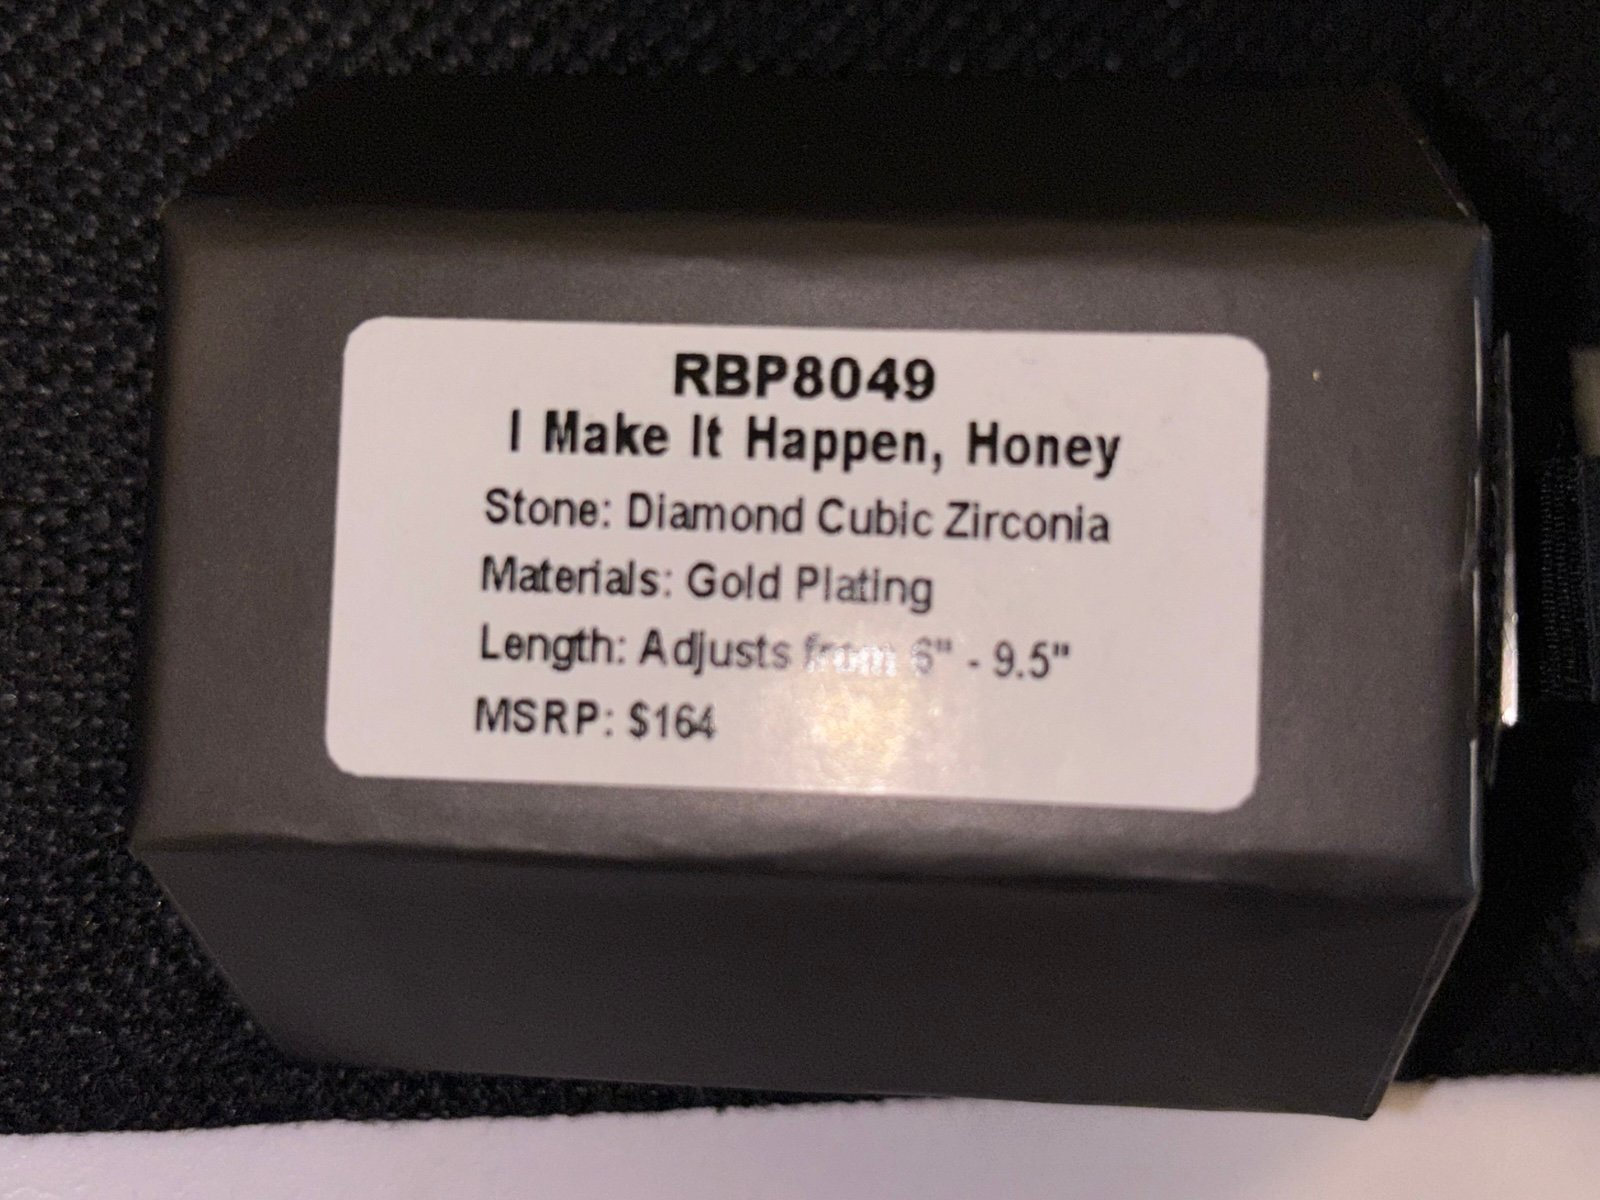 RBP8049
I Make It Happen, Honey
Stone: Diamond Cubic Zirconia
Materials: Gold Plating
Length: Adjusts from 6" - 9.5"
MSRP: $164